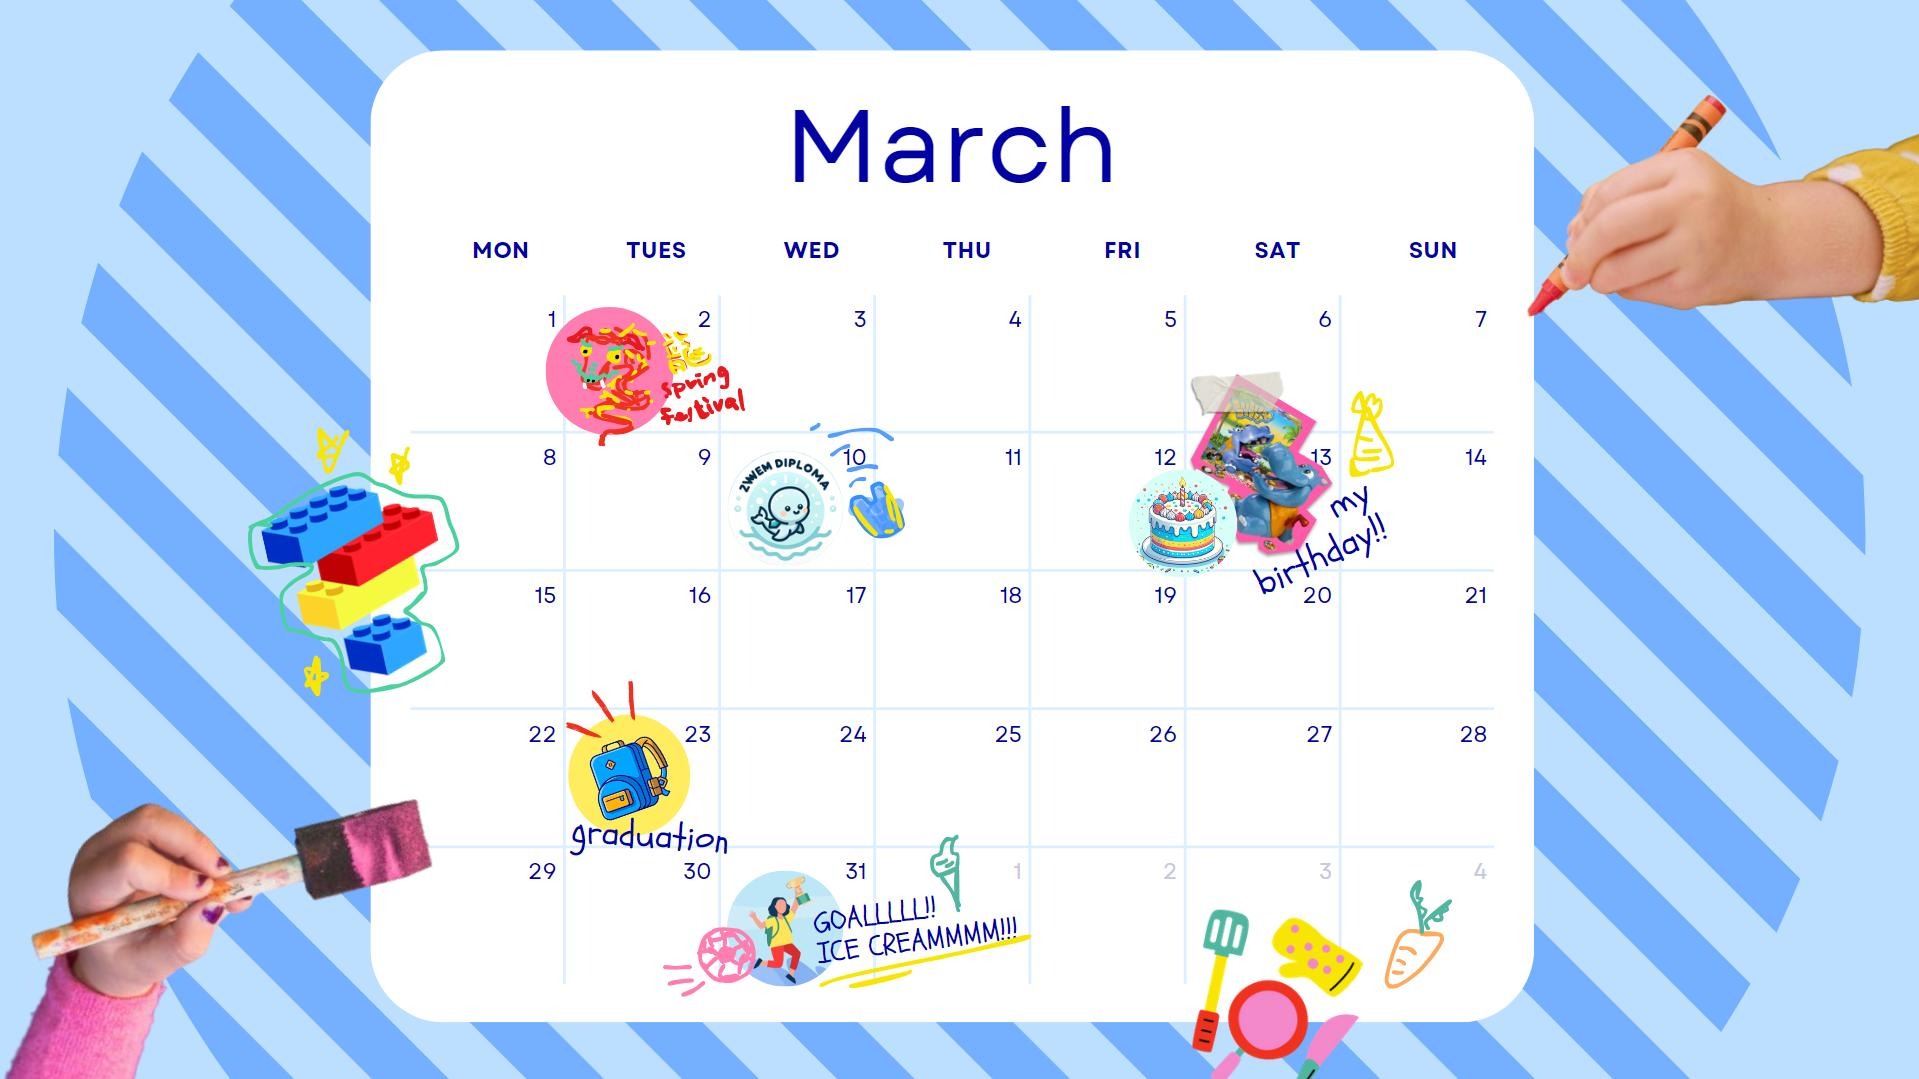 March
MON TUES WED THU FRI SAT SUN
1 2 3 4 5 6 7
spring
festival
8 9 10 11 12 13 14
ZWEM DIPLOMA
my
birthday!!
15 16 17 18 19 20 21
22 23 24 25 26 27 28
graduation
29 30 31 1 2 3 4
GOALLLLL!!
ICE CREAMMMM!!!